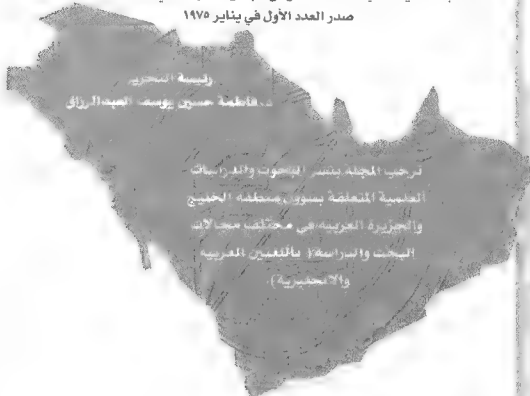 صدر العدد الأول في يناير ١٩٧٥
رئيسة التحرير
فاطمة حسين يوسف العبدالرزاق
ترحب المجلة بنشر البحوث والدراسات
العلمية المتعلقة بشؤون منطقة الخليج
والجزيرة العربية في مختلف مجالات
البحث والدراسة (باللغتين العربية
والانجليزية).